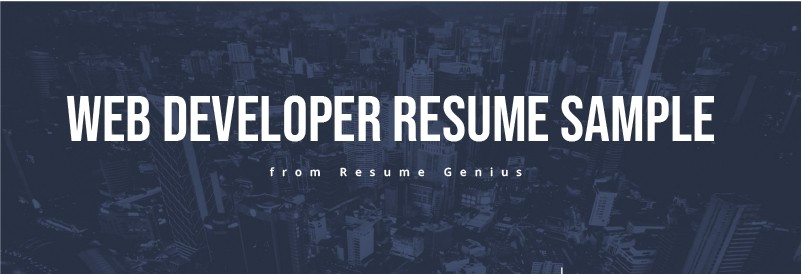 WEB DEVELOPER RESUME SAMPLE
from Resume Genius